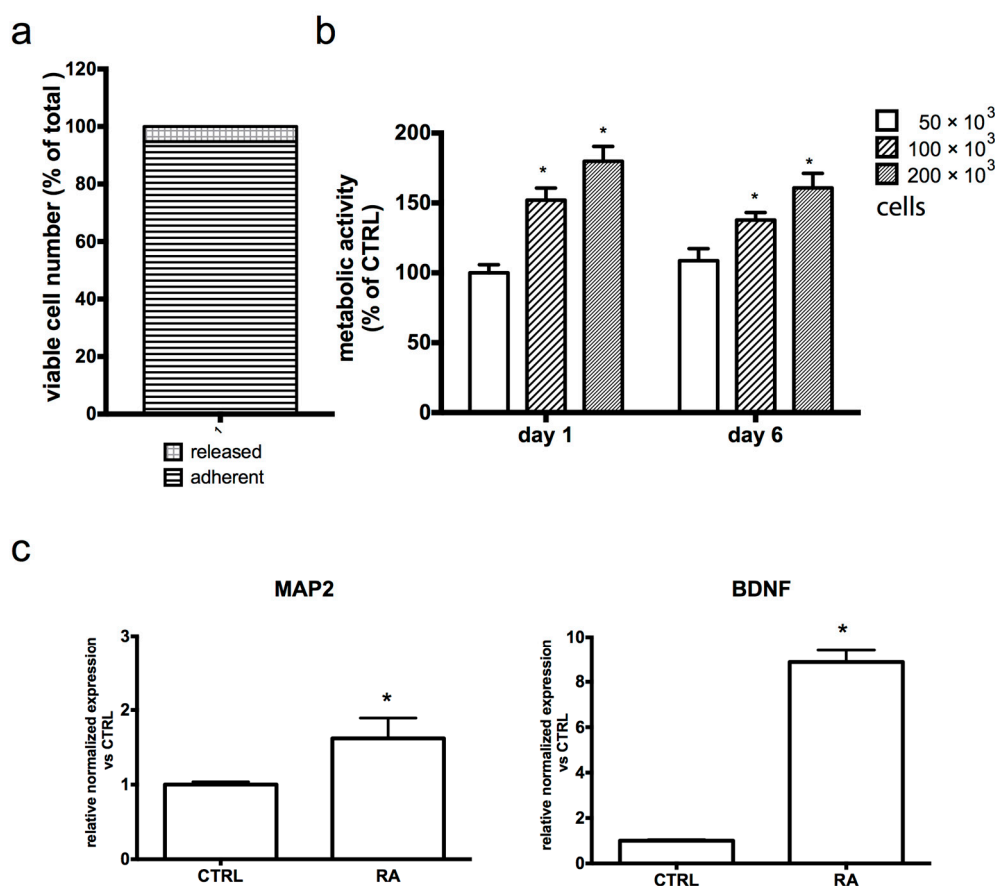 a
viable cell number (% of total )
120
100
80
60
40
20
0
1
released
adherent
b
metabolic activity
(% of CTRL)
200
150
100
50
0
*
*
*
*
day 1
day 6
50 × 10³
100 × 10³
200 × 10³
cells
c
MAP2
relative normalized expression
vs CTRL
3
2
1
0
*
CTRL
RA
BDNF
relative normalized expression
vs CTRL
10
8
6
4
2
0
*
CTRL
RA